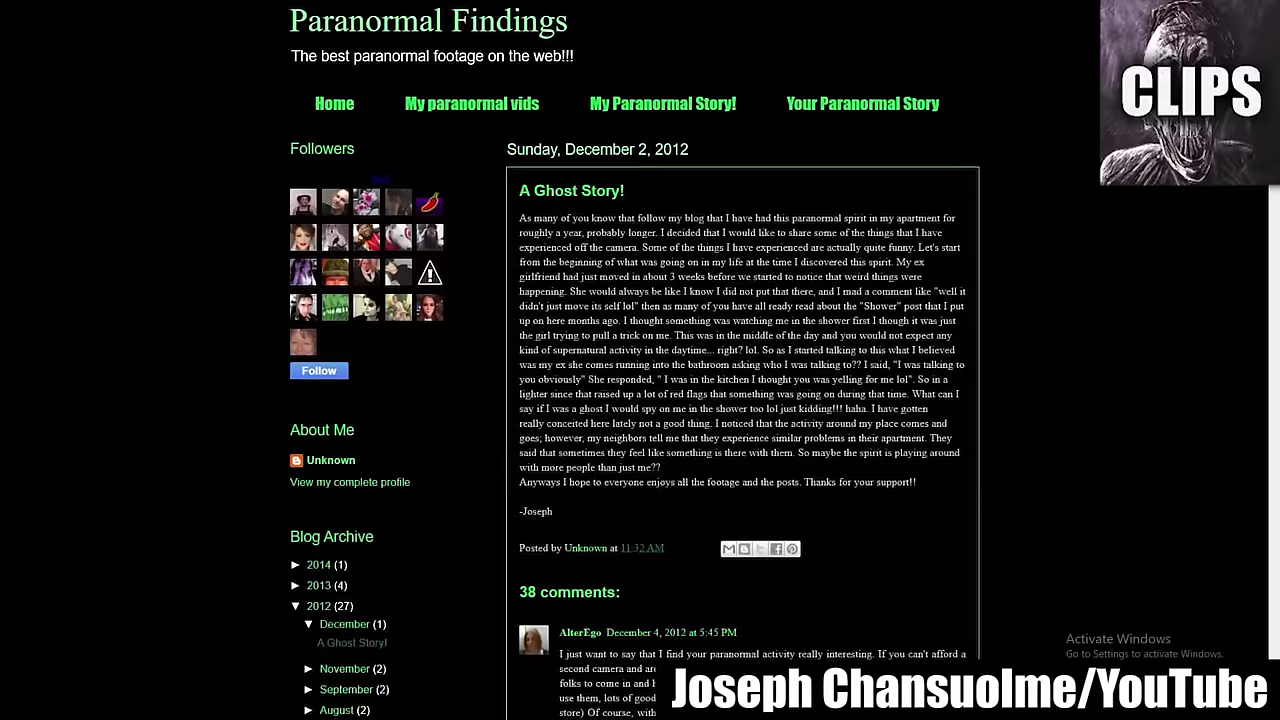 Paranormal Findings
The best paranormal footage on the web!!!
CLIPS
Home My paranormal vids My Paranormal Story! Your Paranormal Story
Followers
Follow
About Me
Unknown
View my complete profile
Blog Archive
► 2014 (1)
► 2013 (4)
▼ 2012 (27)
▼ December (1)
A Ghost Story!
► November (2)
► September (2)
► August (2)
Sunday, December 2, 2012
A Ghost Story!
As many of you know that follow my blog that I have had this paranormal spirit in my apartment for
roughly a year, probably longer. I decided that I would like to share some of the things that I have
experienced off the camera. Some of the things I have experienced are actually quite funny. Let's start
from the beginning of what was going on in my life at the time I discovered this spirit. My ex
girlfriend had just moved in about 3 weeks before we started to notice that weird things were
happening. She would always be like I know I did not put that there, and I mad a comment like "well it
didn't just move its self lol" then as many of you have all ready read about the "Shower" post that I put
up on here months ago. I thought something was watching me in the shower first I though it was just
the girl trying to pull a trick on me. This was in the middle of the day and you would not expect any
kind of supernatural activity in the daytime... right? lol. So as I started talking to this what I believed
was my ex she comes running into the bathroom asking who I was talking to?? I said, "I was talking to
you obviously" She responded, " I was in the kitchen I thought you was yelling for me lol". So in a
lighter since that raised up a lot of red flags that something was going on during that time. What can I
say if I was a ghost I would spy on me in the shower too lol just kidding!!! haha. I have gotten
really conceited here lately not a good thing. I noticed that the activity around my place comes and
goes; however, my neighbors tell me that they experience similar problems in their apartment. They
said that sometimes they feel like something is there with them. So maybe the spirit is playing around
with more people than just me??
Anyways I hope to everyone enjoys all the footage and the posts. Thanks for your support!!
-Joseph
Posted by Unknown at 11:32 AM
38 comments:
AlterEgo December 4, 2012 at 5:45 PM
I just want to say that I find your paranormal activity really interesting. If you can't afford a
second camera and are
folks to come in and
use them, lots of good
store) Of course, with
Activate Windows
Go to Settings to activate Windows.
Joseph Chansuolme/YouTube